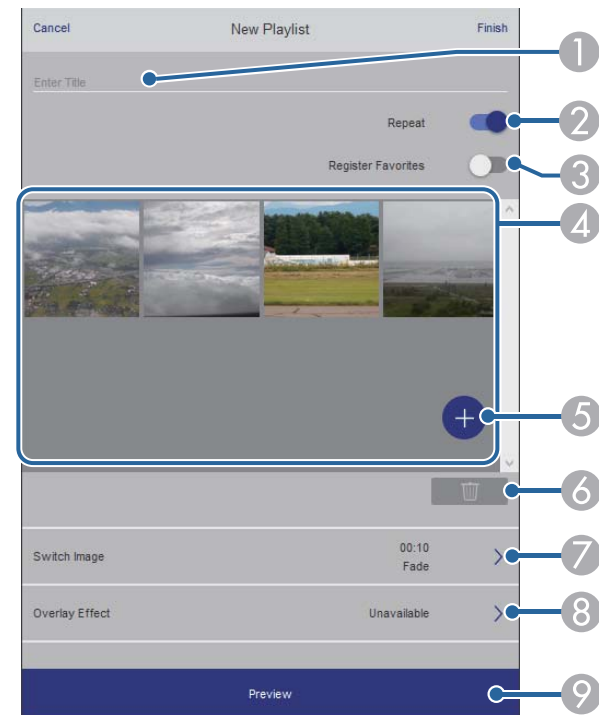 Cancel New Playlist Finish
1
Enter Title
Repeat 2
Register Favorites 3
4
5
6
Switch Image 00:10 7
Fade
Overlay Effect Unavailable 8
Preview 9